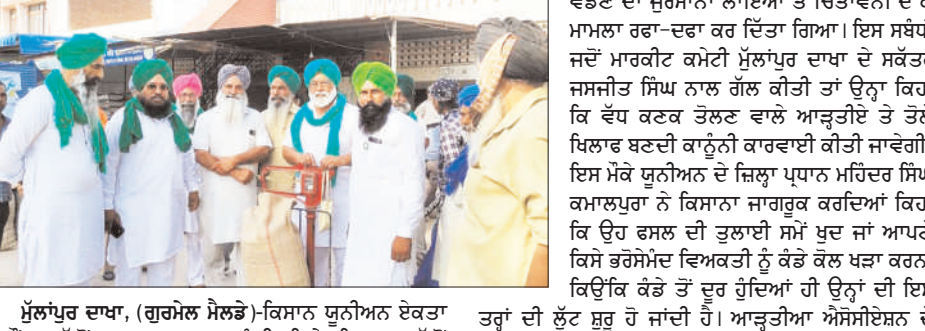 ਮੁੱਲਾਂਪੁਰ ਦਾਖਾ, (ਗੁਰਮੇਲ ਮੈਲਡੇ)-ਕਿਸਾਨ ਯੂਨੀਅਨ ਏਕਤਾ
ਵੱਢਣ ਦਾ ਜੁਰਮਾਨਾ ਲਾਇਆ ਤੇ ਚਿਤਾਵਨੀ ਦੇ
ਮਾਮਲਾ ਰਫਾ-ਦਫਾ ਕਰ ਦਿੱਤਾ ਗਿਆ। ਇਸ ਸਬੰਧੀ
ਜਦੋਂ ਮਾਰਕੀਟ ਕਮੇਟੀ ਮੁੱਲਾਂਪੁਰ ਦਾਖਾ ਦੇ ਸਕੱਤਰ
ਜਸਜੀਤ ਸਿੰਘ ਨਾਲ ਗੱਲ ਕੀਤੀ ਤਾਂ ਉਨ੍ਹਾ ਕਿਹਾ
ਕਿ ਵੱਧ ਕਣਕ ਤੋਲਣ ਵਾਲੇ ਆੜ੍ਹਤੀਏ ਤੇ ਤੋਲੇ
ਖਿਲਾਫ ਬਣਦੀ ਕਾਨੂੰਨੀ ਕਾਰਵਾਈ ਕੀਤੀ ਜਾਵੇਗੀ
ਇਸ ਮੌਕੇ ਯੂਨੀਅਨ ਦੇ ਜ਼ਿਲ੍ਹਾ ਪ੍ਰਧਾਨ ਮਹਿੰਦਰ ਸਿੰਘ
ਕਮਾਲਪੁਰਾ ਨੇ ਕਿਸਾਨਾ ਜਾਗਰੂਕ ਕਰਦਿਆਂ ਕਿਹਾ
ਕਿ ਉਹ ਫਸਲ ਦੀ ਤੁਲਾਈ ਸਮੇਂ ਖੁਦ ਜਾਂ ਆਪਣੇ
ਕਿਸੇ ਭਰੋਸੇਮੰਦ ਵਿਅਕਤੀ ਨੂੰ ਕੰਡੇ ਕੋਲ ਖੜਾ ਕਰਨ
ਕਿਉਂਕਿ ਕੰਡੇ ਤੋਂ ਦੂਰ ਹੁੰਦਿਆਂ ਹੀ ਉਨ੍ਹਾਂ ਦੀ ਇਸ
ਤਰ੍ਹਾਂ ਦੀ ਲੁੱਟ ਸ਼ੁਰੂ ਹੋ ਜਾਂਦੀ ਹੈ। ਆੜ੍ਹਤੀਆ ਐਸੋਸੀਏਸ਼ਨ ਦੇ